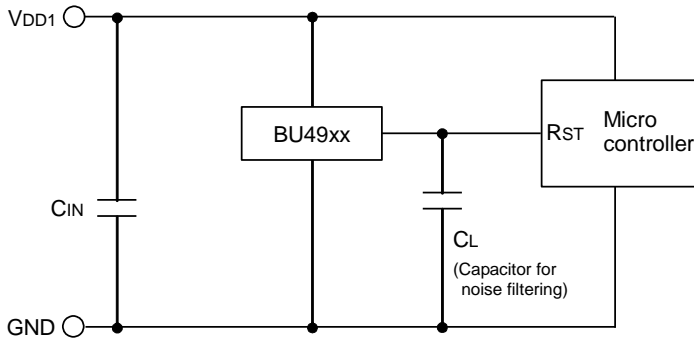 VDD1
BU49xx
RST
Micro
controller
CIN
CL
(Capacitor for
noise filtering)
GND